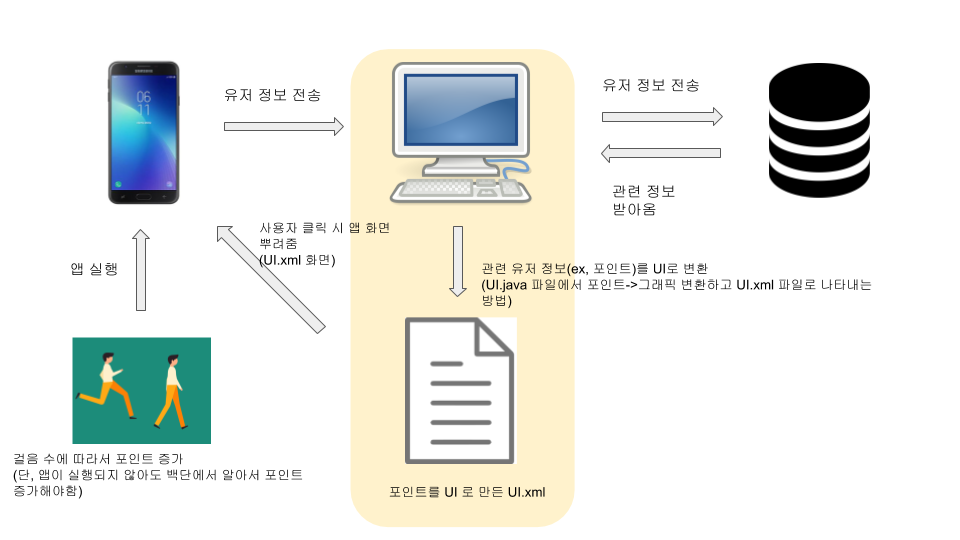 유저 정보 전송
유저 정보 전송
06
11
관련 정보
받아옴
사용자 클릭 시 앱 화면
뿌려줌
(UI.xml 화면)
앱 실행
관련 유저 정보(ex, 포인트)를 UI로 변환
(UI.java 파일에서 포인트->그래픽 변환하고 UI.xml 파일로 나타내는
방법)
걸음 수에 따라서 포인트 증가
(단, 앱이 실행되지 않아도 백단에서 알아서 포인트
증가해야함)
포인트를 UI 로 만든 UI.xml